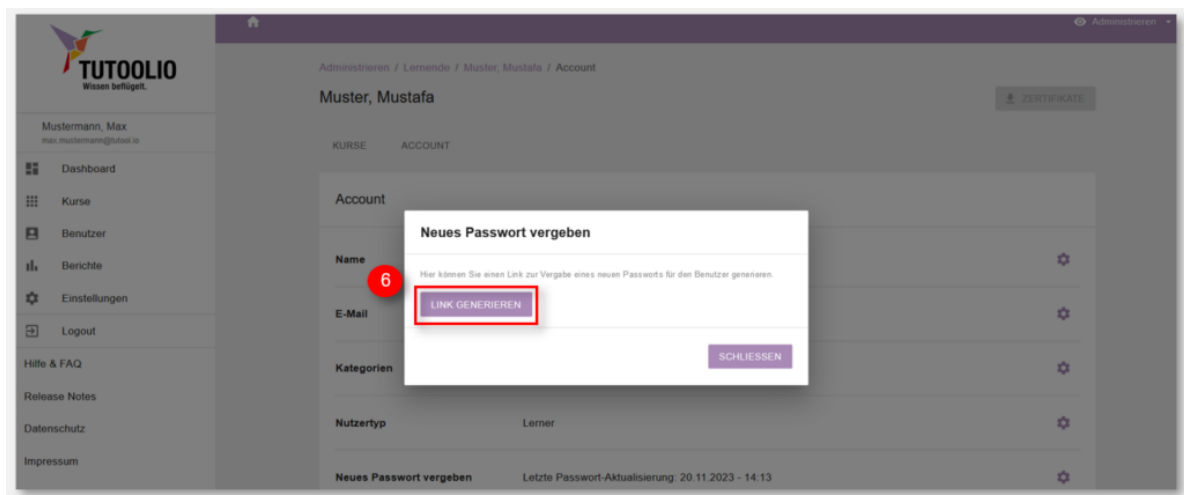 Administrieren
TUTOOLIO
Wissen beflügelt.
Administrieren / Lernende / Muster, Mustafa / Account
Muster, Mustafa
ZERTIFIKATE
Mustermann, Max
max.mustermann@tutool.io
KURSE
ACCOUNT
Dashboard
Kurse
Benutzer
Berichte
Einstellungen
Logout
Hilfe & FAQ
Release Notes
Datenschutz
Impressum
Account
Neues Passwort vergeben
Name
Hier können Sie einen Link zur Vergabe eines neuen Passworts für den Benutzer generieren.
6
LINK GENERIEREN
E-Mail
SCHLIESSEN
Kategorien
Nutzertyp
Lerner
Neues Passwort vergeben
Letzte Passwort-Aktualisierung: 20.11.2023 - 14:13